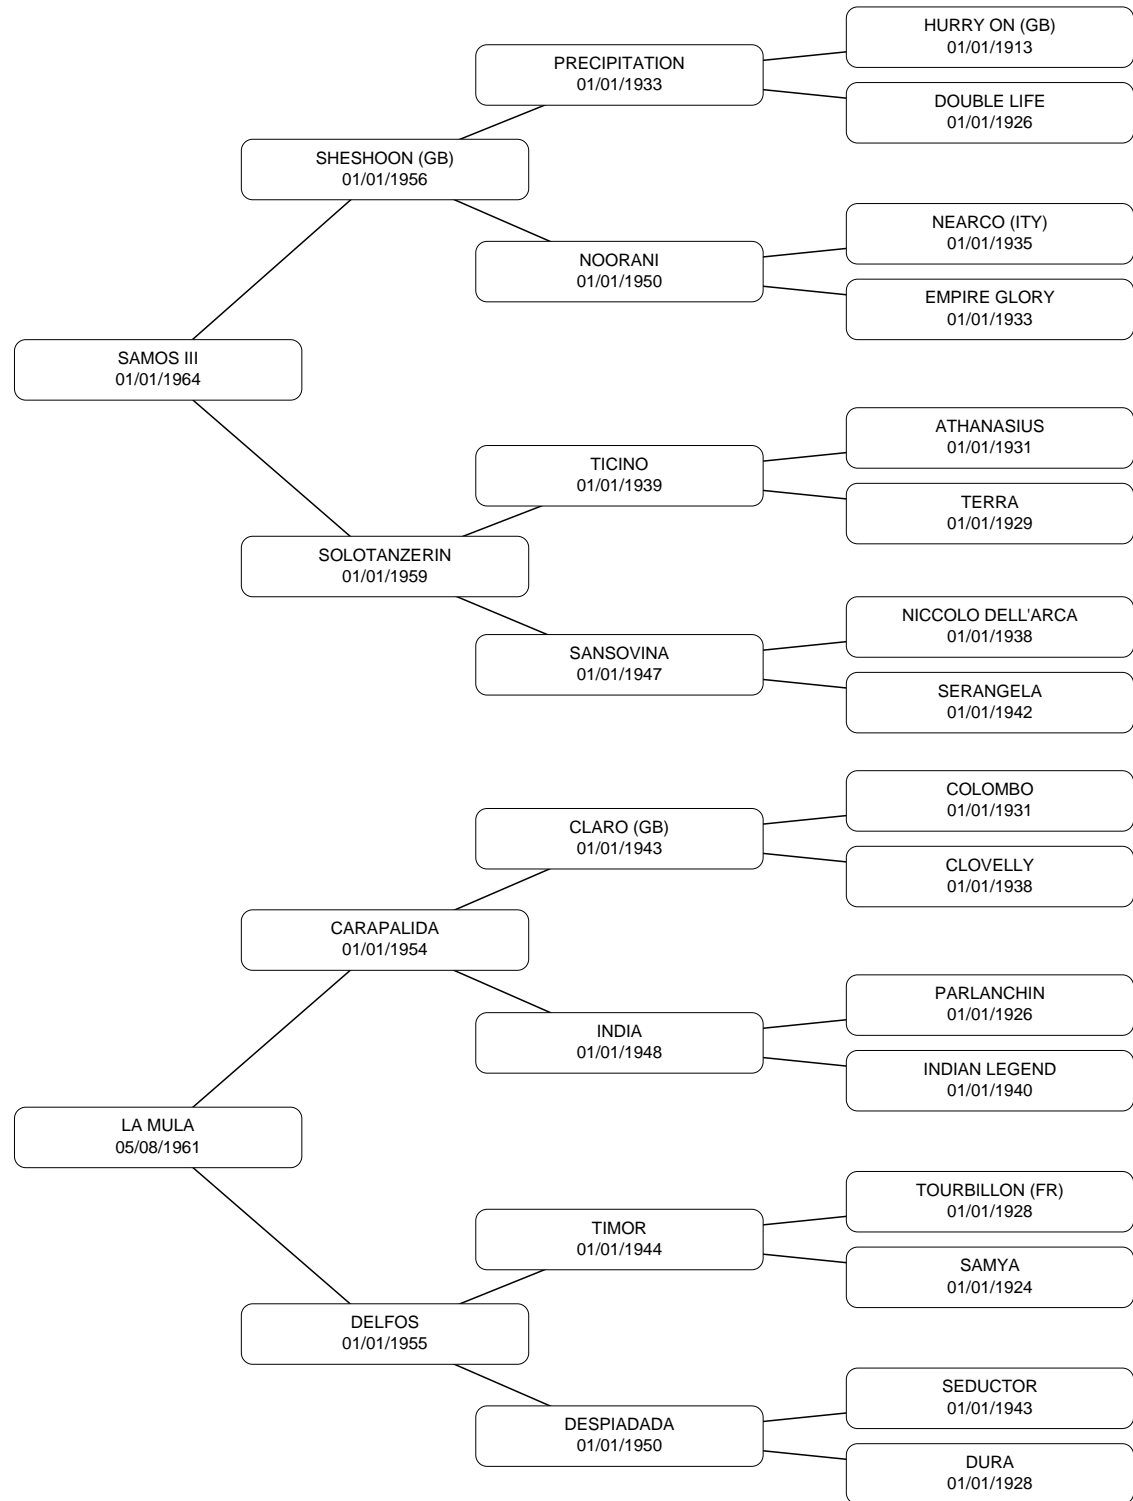 HURRY ON (GB)
01/01/1913
PRECIPITATION
01/01/1933
DOUBLE LIFE
01/01/1926
SHESHOON (GB)
01/01/1956
NEARCO (ITY)
01/01/1935
NOORANI
01/01/1950
EMPIRE GLORY
01/01/1933
SAMOS III
01/01/1964
ATHANASIUS
01/01/1931
TICINO
01/01/1939
TERRA
01/01/1929
SOLOTANZERIN
01/01/1959
NICCOLO DELL'ARCA
01/01/1938
SANSOVINA
01/01/1947
SERANGELA
01/01/1942
COLOMBO
01/01/1931
CLARO (GB)
01/01/1943
CLOVELLY
01/01/1938
CARAPALIDA
01/01/1954
PARLANCHIN
01/01/1926
INDIA
01/01/1948
INDIAN LEGEND
01/01/1940
LA MULA
05/08/1961
TOURBILLON (FR)
01/01/1928
TIMOR
01/01/1944
SAMYA
01/01/1924
DELFOS
01/01/1955
SEDUCTOR
01/01/1943
DESPIADADA
01/01/1950
DURA
01/01/1928